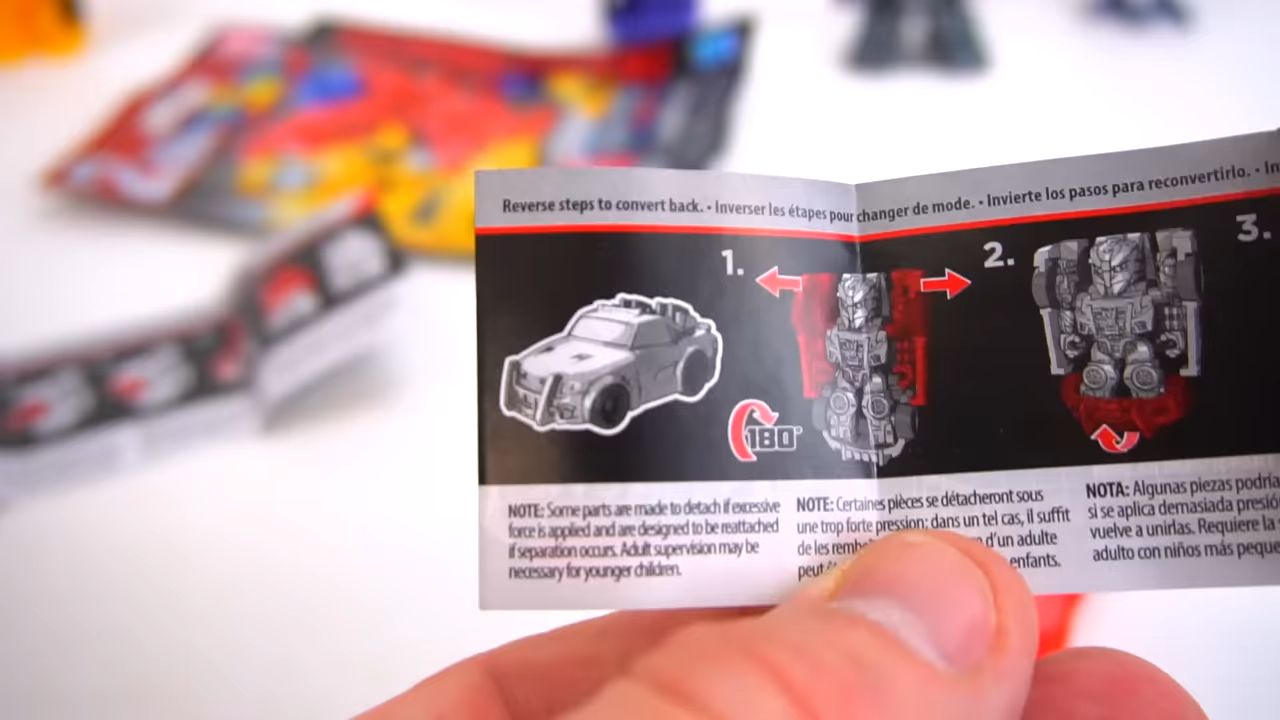 Reverse steps to convert back. • Inverser les étapes pour changer de mode. • Invierte los pasos para reconvertirlo. • In
1.
2.
3.
180°
NOTE: Some parts are made to detach if excessive
force is applied and are designed to be reattached
if separation occurs. Adult supervision may be
necessary for younger children.
NOTE: Certaines pièces se détacheront sous
une trop forte pression; dans un tel cas, il suffit
de les d'un adulte
peut enfants.
NOTA: Algunas piezas podría
si se aplica demasiada presió
vuelve a unirlas. Requiere la
adulto con niños más peque